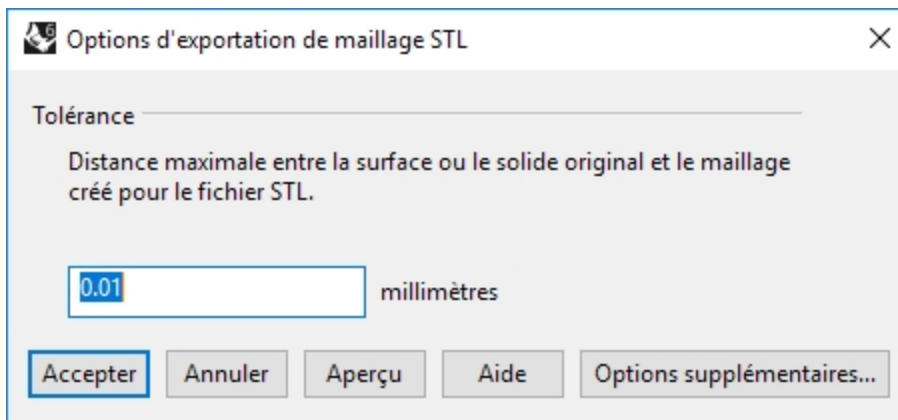 Options d'exportation de maillage STL
Tolérance
Distance maximale entre la surface ou le solide original et le maillage
créé pour le fichier STL.
0.01 millimètres
Accepter Annuler Aperçu Aide Options supplémentaires...